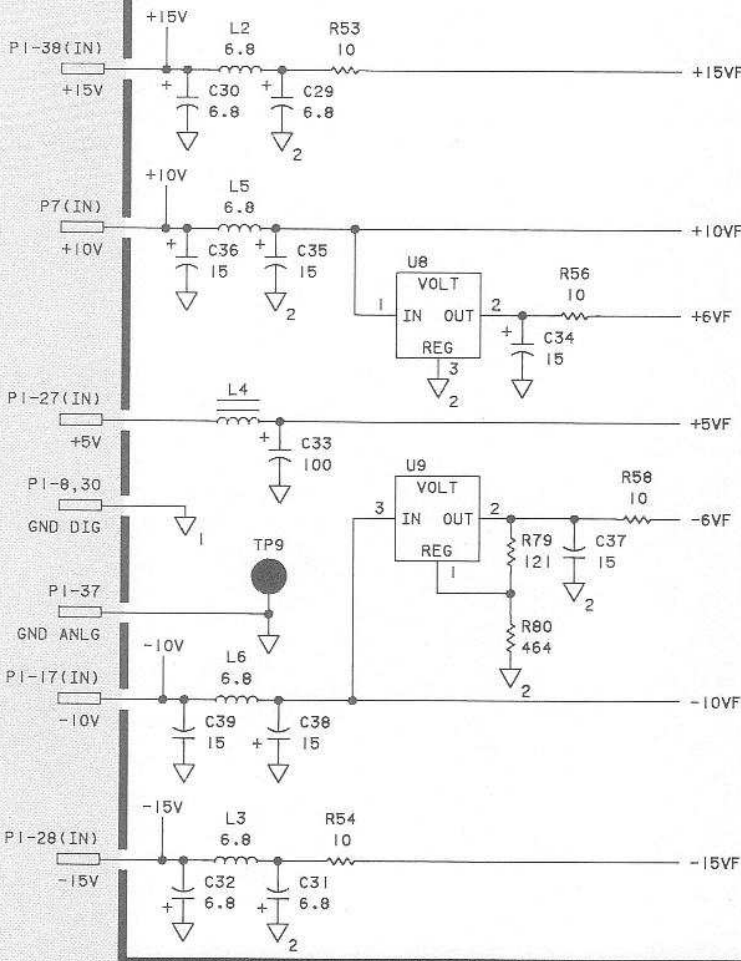 +15V
L2
6.8
R53
10
P1-38(IN)
+15V
+
C30
6.8
+
C29
6.8
2
+15VF
+10V
L5
6.8
P7(IN)
+10V
+
C36
15
+
C35
15
2
+10VF
U8
VOLT
1
IN OUT
2
REG
3
2
R56
10
+
C34
15
+6VF
P1-27(IN)
+5V
L4
+
C33
100
+5VF
P1-8,30
GND DIG
1
U9
VOLT
3
IN OUT
2
REG
1
R79
121
R80
464
2
+
C37
15
2
R58
10
-6VF
TP9
P1-37
GND ANLG
-10V
L6
6.8
P1-17(IN)
-10V
C39
15
+
C38
15
-10VF
-15V
L3
6.8
R54
10
P1-28(IN)
-15V
+
C32
6.8
+
C31
6.8
2
-15VF